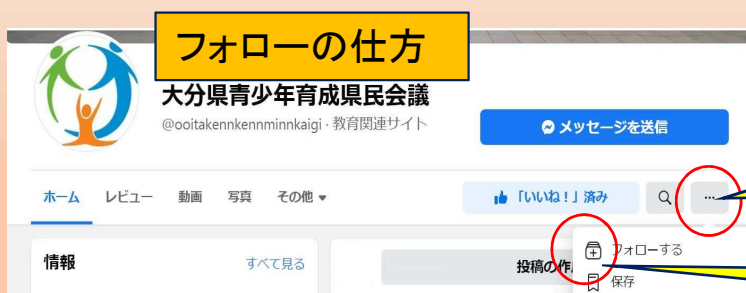 フォローの仕方
大分県青少年育成県民会議
@ooitakennkennminnkaigi · 教育関連サイト
メッセージを送信
ホーム レビュー 動画 写真 その他 ▼
「いいね！」済み
...
フォローする
保存
情報 すべて見る
投稿の作